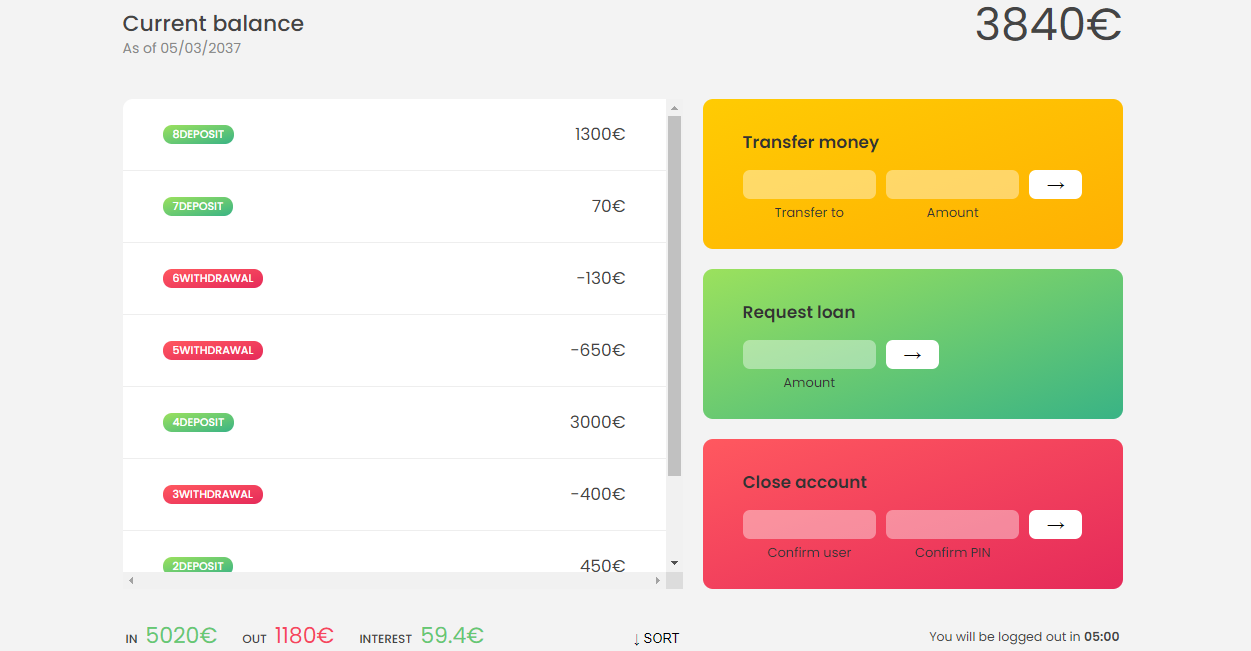 Current balance
As of 05/03/2037
3840€
8DEPOSIT 1300€
7DEPOSIT 70€
6WITHDRAWAL -130€
5WITHDRAWAL -650€
4DEPOSIT 3000€
3WITHDRAWAL -400€
2DEPOSIT 450€
Transfer money
→
Transfer to Amount
Request loan
→
Amount
Close account
→
Confirm user Confirm PIN
IN 5020€ OUT 1180€ INTEREST 59.4€ ↓ SORT
You will be logged out in 05:00